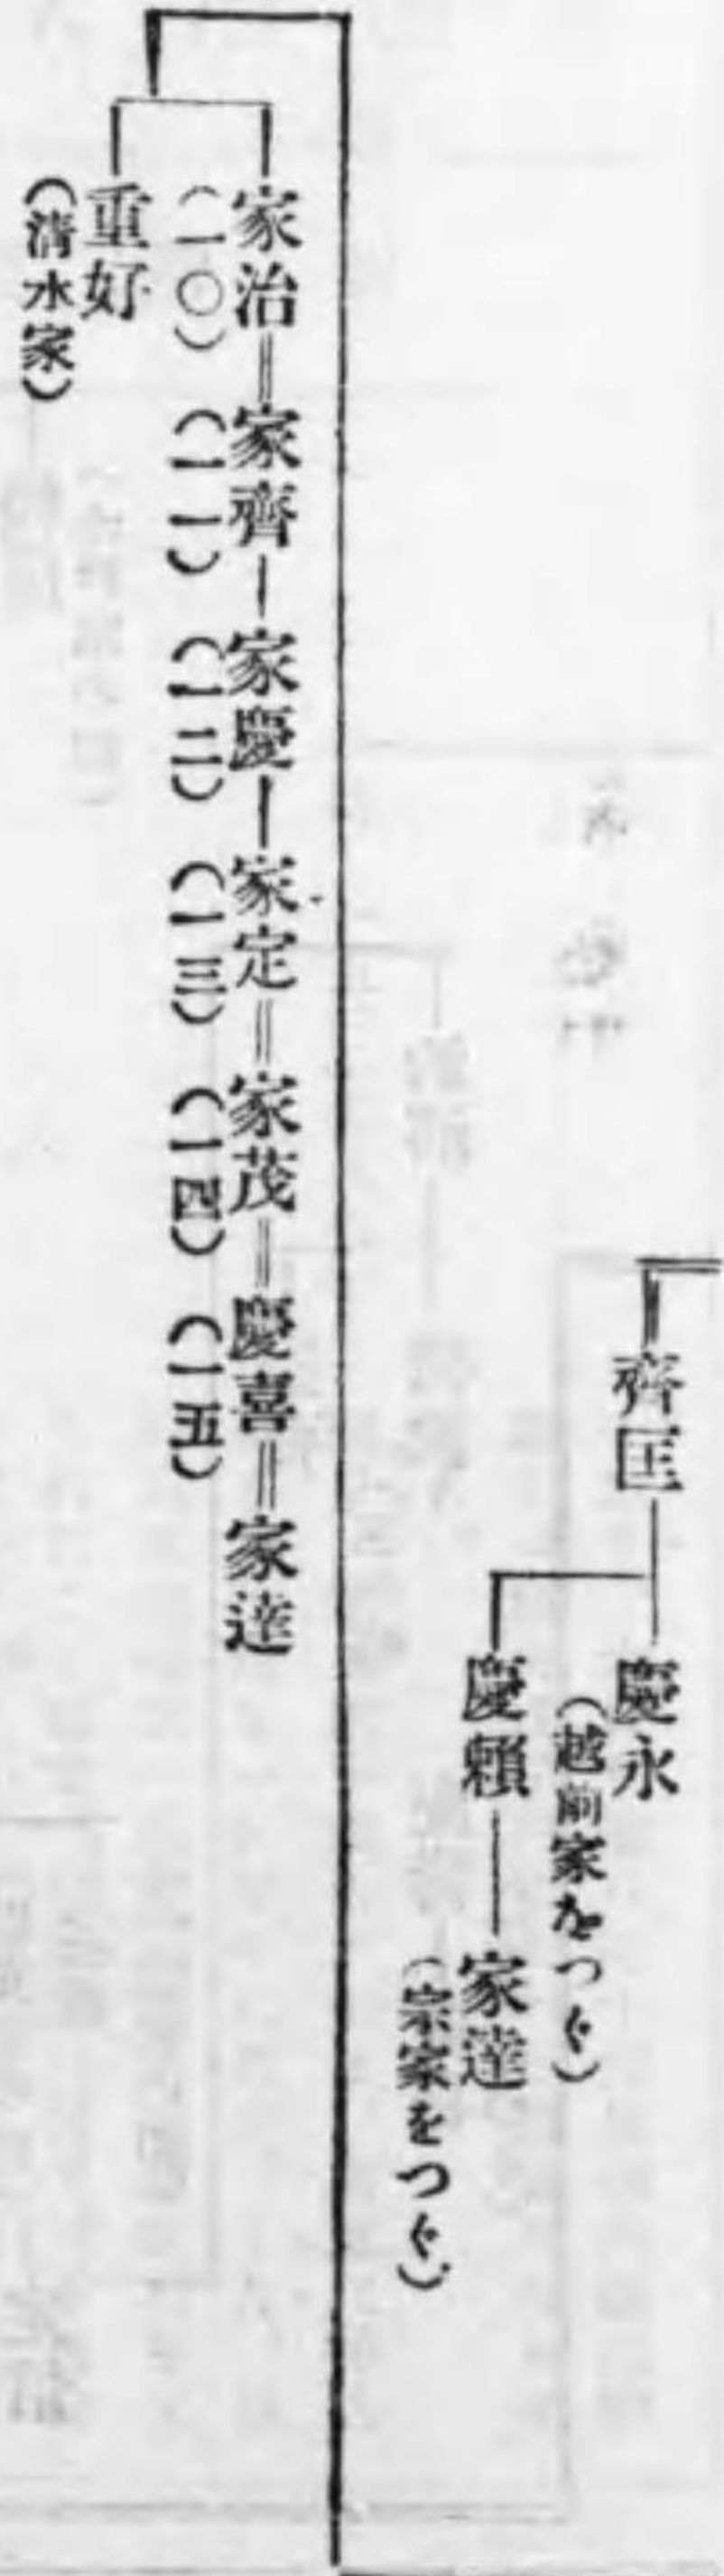 齊匡
慶永
（越前家をつぐ）
慶賴
家達
（宗家をつぐ）
家治
（一〇）
家齊
（一一）
家慶
（一二）
家定
（一三）
家茂
（一四）
慶喜
（一五）
家達
重好
（清水家）